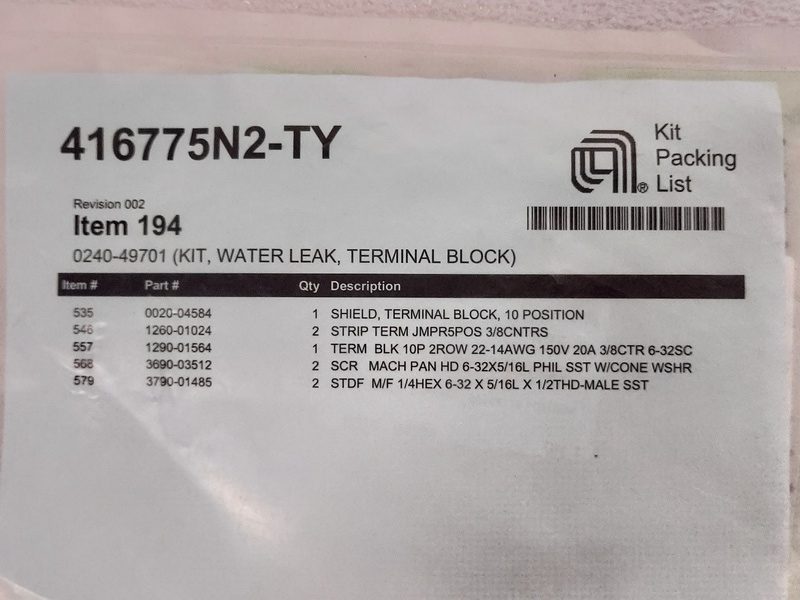 416775N2-TY
Kit
Packing
List
Revision 002
Item 194
0240-49701 (KIT, WATER LEAK, TERMINAL BLOCK)
Item # Part # Qty Description
535 0020-04584 1 SHIELD, TERMINAL BLOCK, 10 POSITION
546 1260-01024 2 STRIP TERM JMPR5POS 3/8CNTRS
557 1290-01564 1 TERM BLK 10P 2ROW 22-14AWG 150V 20A 3/8CTR 6-32SC
568 3690-03512 2 SCR MACH PAN HD 6-32X5/16L PHIL SST W/CONE WSHR
579 3790-01485 2 STDF M/F 1/4HEX 6-32 X 5/16L X 1/2THD-MALE SST